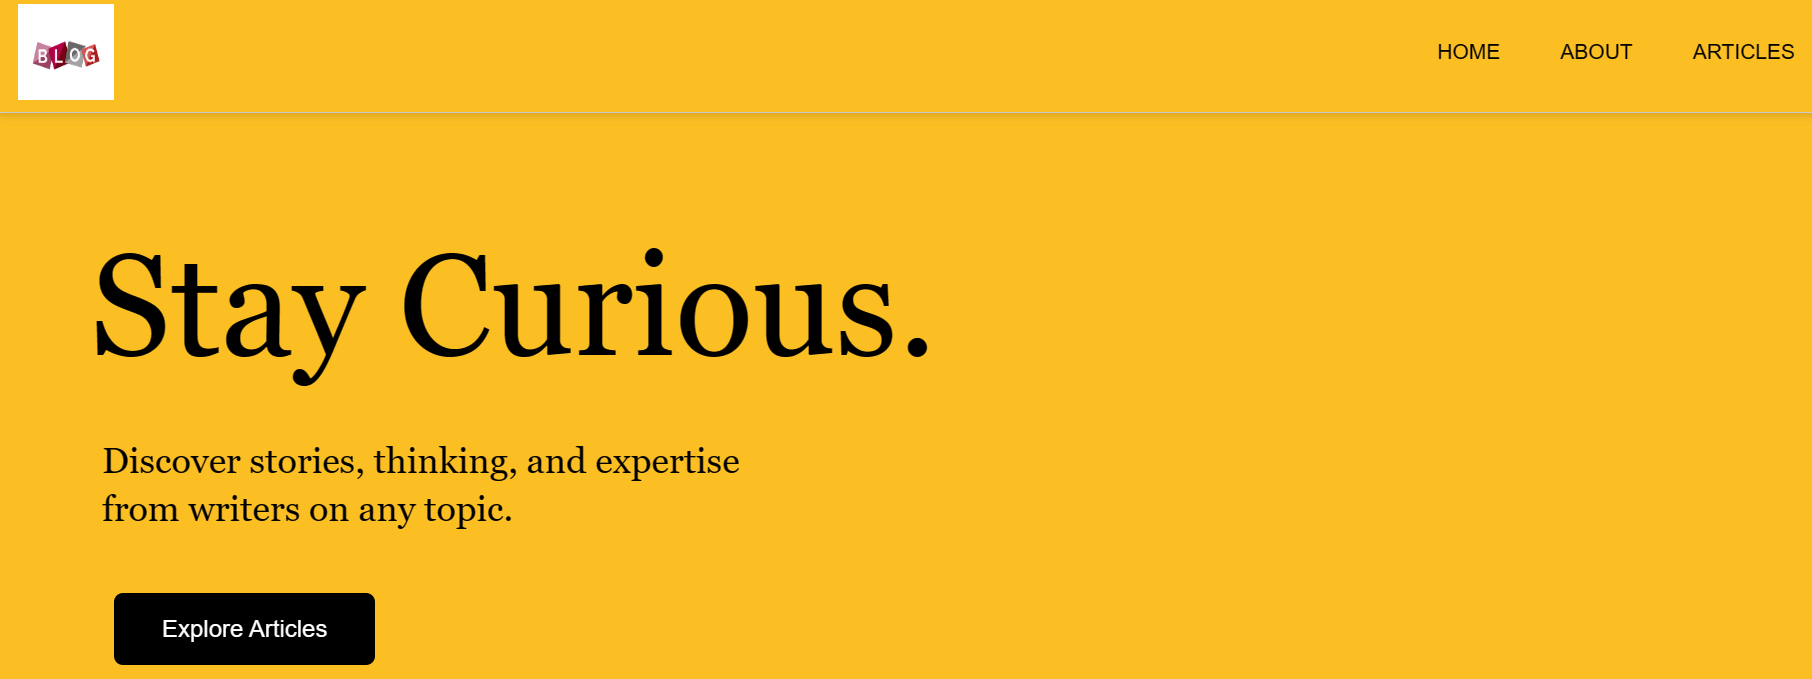 BLOG
HOME ABOUT ARTICLES
Stay Curious.
Discover stories, thinking, and expertise
from writers on any topic.
Explore Articles